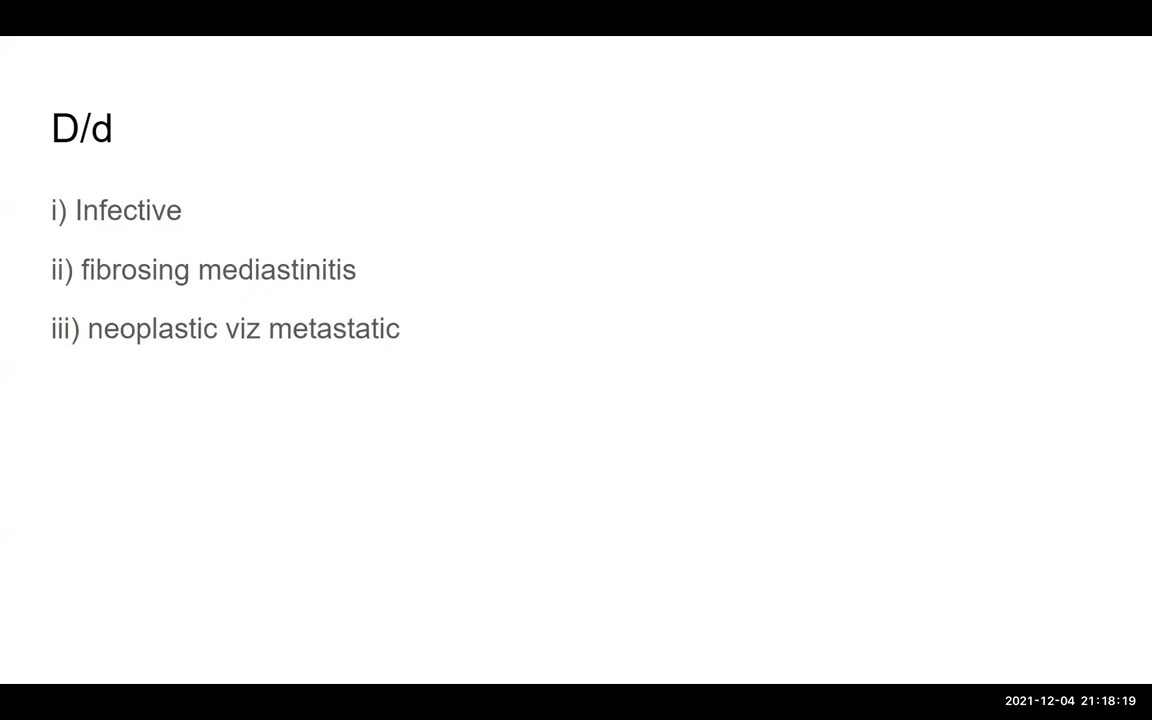 D/d
i) Infective
ii) fibrosing mediastinitis
iii) neoplastic viz metastatic
2021-12-04 21:18:19